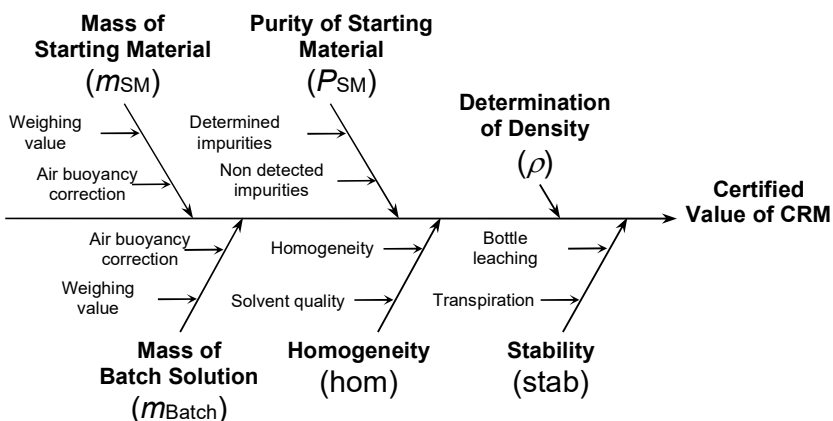 Mass of
Starting Material
(mSM)
Weighing
value
Air buoyancy
correction
Purity of Starting
Material
(PSM)
Determined
impurities
Non detected
impurities
Determination
of Density
(ρ)
Certified
Value of CRM
Air buoyancy
correction
Weighing
value
Mass of
Batch Solution
(mBatch)
Homogeneity
Solvent quality
Homogeneity
(hom)
Bottle
leaching
Transpiration
Stability
(stab)